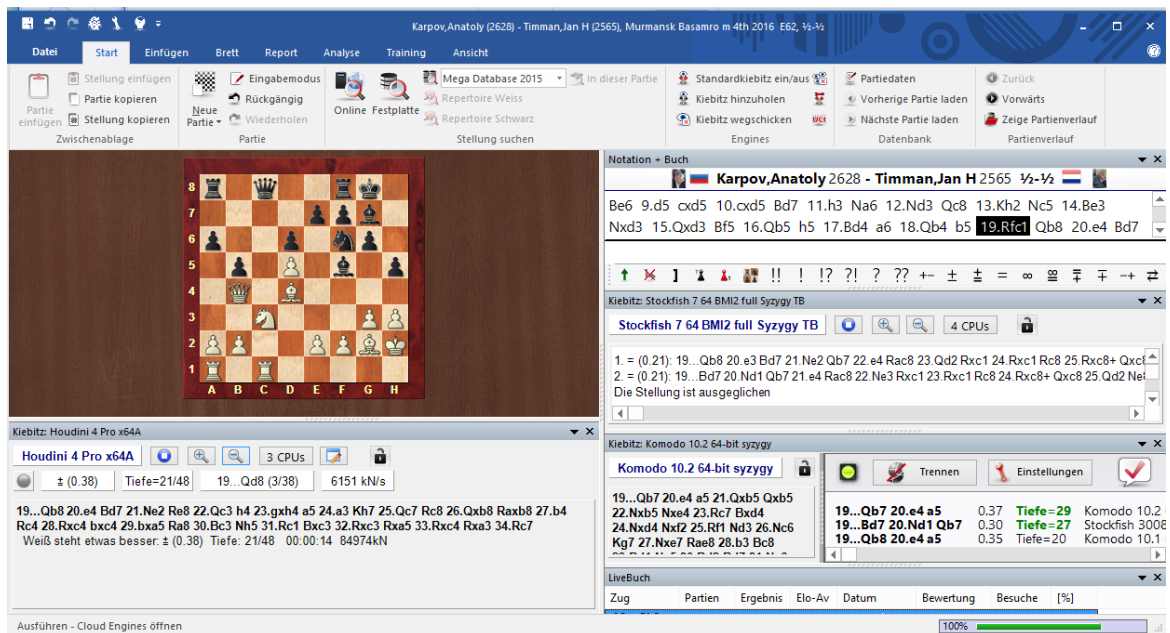 Karpov,Anatoly (2628) - Timman,Jan H (2565), Murmansk Basamro m 4th 2016 E62, ½-½
Datei Start Einfügen Brett Report Analyse Training Ansicht
Partie einfügen
Stellung einfügen
Partie kopieren
Stellung kopieren
Zwischenablage
Neue Partie
Eingabemodus
Rückgängig
Wiederholen
Partie
Online Festplatte
Mega Database 2015 In dieser Partie
Repertoire Weiss
Repertoire Schwarz
Stellung suchen
Standardkiebitz ein/aus
Kiebitz hinzuholen
Kiebitz wegschicken
UCI
Engines
Partiedaten
Vorherige Partie laden
Nächste Partie laden
Datenbank
Zurück
Vorwärts
Zeige Partienverlauf
Partienverlauf
8
7
6
5
4
3
2
1
A B C D E F G H
Notation + Buch
Karpov,Anatoly 2628 - Timman,Jan H 2565 ½-½
Be6 9.d5 cxd5 10.cxd5 Bd7 11.h3 Na6 12.Nd3 Qc8 13.Kh2 Nc5 14.Be3
Nxd3 15.Qxd3 Bf5 16.Qb5 h5 17.Bd4 a6 18.Qb4 b5 19.Rfc1 Qb8 20.e4 Bd7
!! ! !? ?! ? ?? +- ± ⩲ = ∞ ≅ ⩱ ∓ -+ ⇄
Kiebitz: Stockfish 7 64 BMI2 full Syzygy TB
Stockfish 7 64 BMI2 full Syzygy TB 4 CPUs
1. = (0.21): 19...Qb8 20.e3 Bd7 21.Ne2 Qb7 22.e4 Rac8 23.Qd2 Rxc1 24.Rxc1 Rc8 25.Rxc8+ Qxc8
2. = (0.21): 19...Bd7 20.Nd1 Qb7 21.e4 Rac8 22.Ne3 Rxc1 23.Rxc1 Rc8 24.Rxc8+ Qxc8 25.Qd2 Ne8
Die Stellung ist ausgeglichen
Kiebitz: Houdini 4 Pro x64A
Houdini 4 Pro x64A 3 CPUs
± (0.38) Tiefe=21/48 19...Qd8 (3/38) 6151 kN/s
19...Qb8 20.e4 Bd7 21.Ne2 Re8 22.Qc3 h4 23.gxh4 a5 24.a3 Kh7 25.Qc7 Rc8 26.Qxb8 Raxb8 27.b4
Rc4 28.Rxc4 bxc4 29.bxa5 Ra8 30.Bc3 Nh5 31.Rc1 Bxc3 32.Rxc3 Rxa5 33.Rxc4 Rxa3 34.Rc7
Weiß steht etwas besser: ± (0.38) Tiefe: 21/48 00:00:14 84974kN
Kiebitz: Komodo 10.2 64-bit syzygy
Komodo 10.2 64-bit syzygy
19...Qb7 20.e4 a5 21.Qxb5 Qxb5
22.Nxb5 Nxe4 23.Rc7 Bxd4
24.Nxd4 Nxf2 25.Rf1 Nd3 26.Nc6
Kg7 27.Nxe7 Rae8 28.b3 Bc8
Trennen Einstellungen
19...Qb7 20.e4 a5 0.37 Tiefe=29 Komodo 10.2
19...Bd7 20.Nd1 Qb7 0.30 Tiefe=27 Stockfish 3008
19...Qb8 20.e4 a5 0.35 Tiefe=20 Komodo 10.1
LiveBuch
Zug Partien Ergebnis Elo-Av Datum Bewertung Besuche [%]
Ausführen - Cloud Engines öffnen
100%